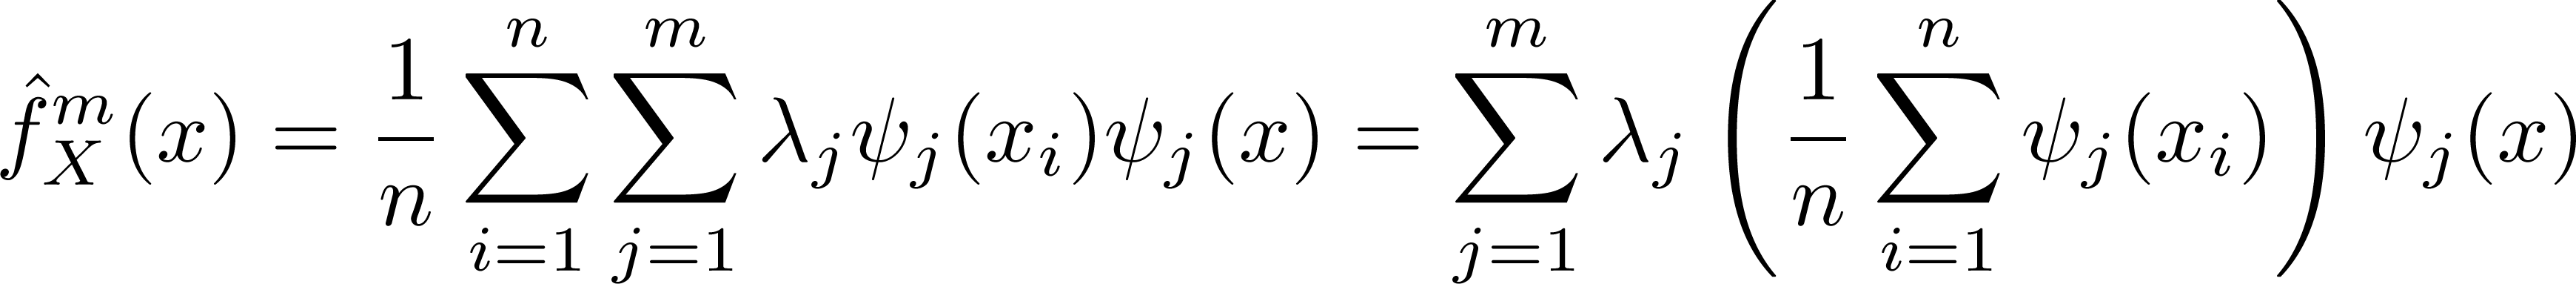 \hat{f}_X^m(x) = \frac{1}{n} \sum_{i=1}^{n} \sum_{j=1}^{m} \lambda_j \psi_j(x_i) \psi_j(x) = \sum_{j=1}^{m} \lambda_j \left( \frac{1}{n} \sum_{i=1}^{n} \psi_j(x_i) \right) \psi_j(x)